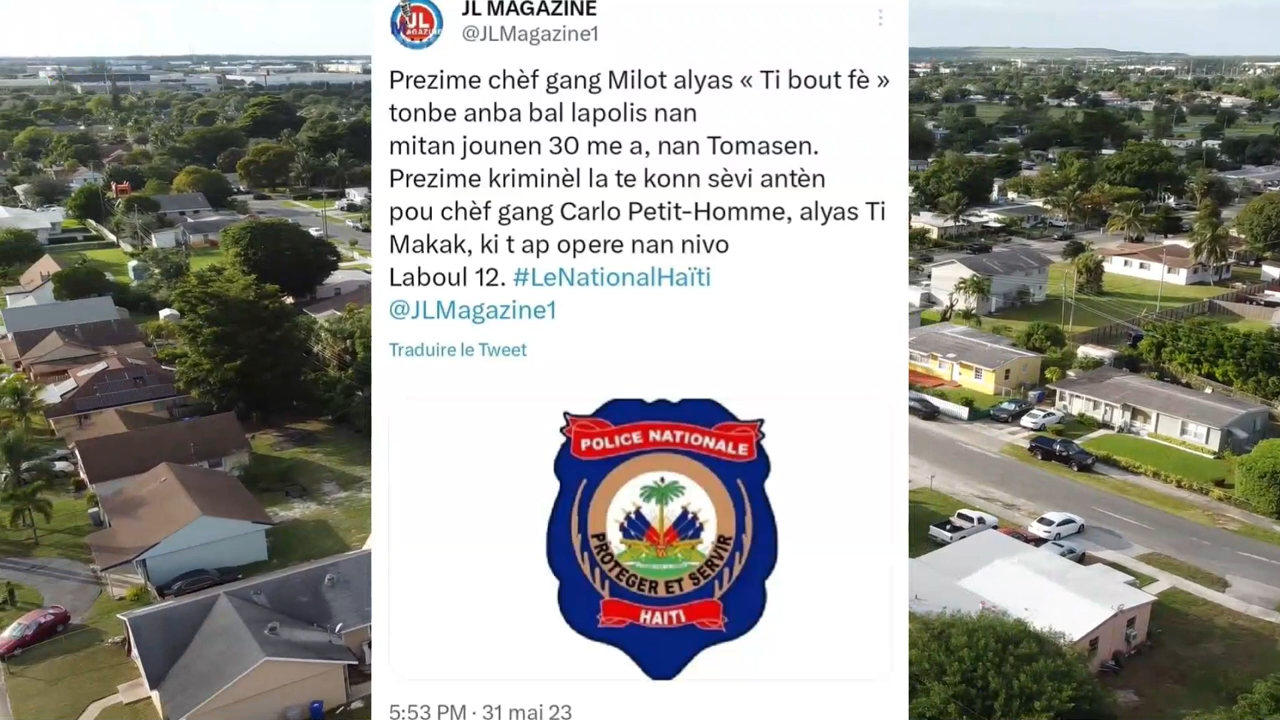 JL MAGAZINE
@JLMagazine1
Prezime chèf gang Milot alyas « Ti bout fè »
tonbe anba bal lapolis nan
mitan jounen 30 me a, nan Tomasen.
Prezime kriminèl la te konn sèvi antèn
pou chèf gang Carlo Petit-Homme, alyas Ti
Makak, ki t ap opere nan nivo
Laboul 12. #LeNationalHaïti
@JLMagazine1
Traduire le Tweet
POLICE NATIONALE
PROTEGER ET SERVIR
HAITI
5:53 PM · 31 mai 23